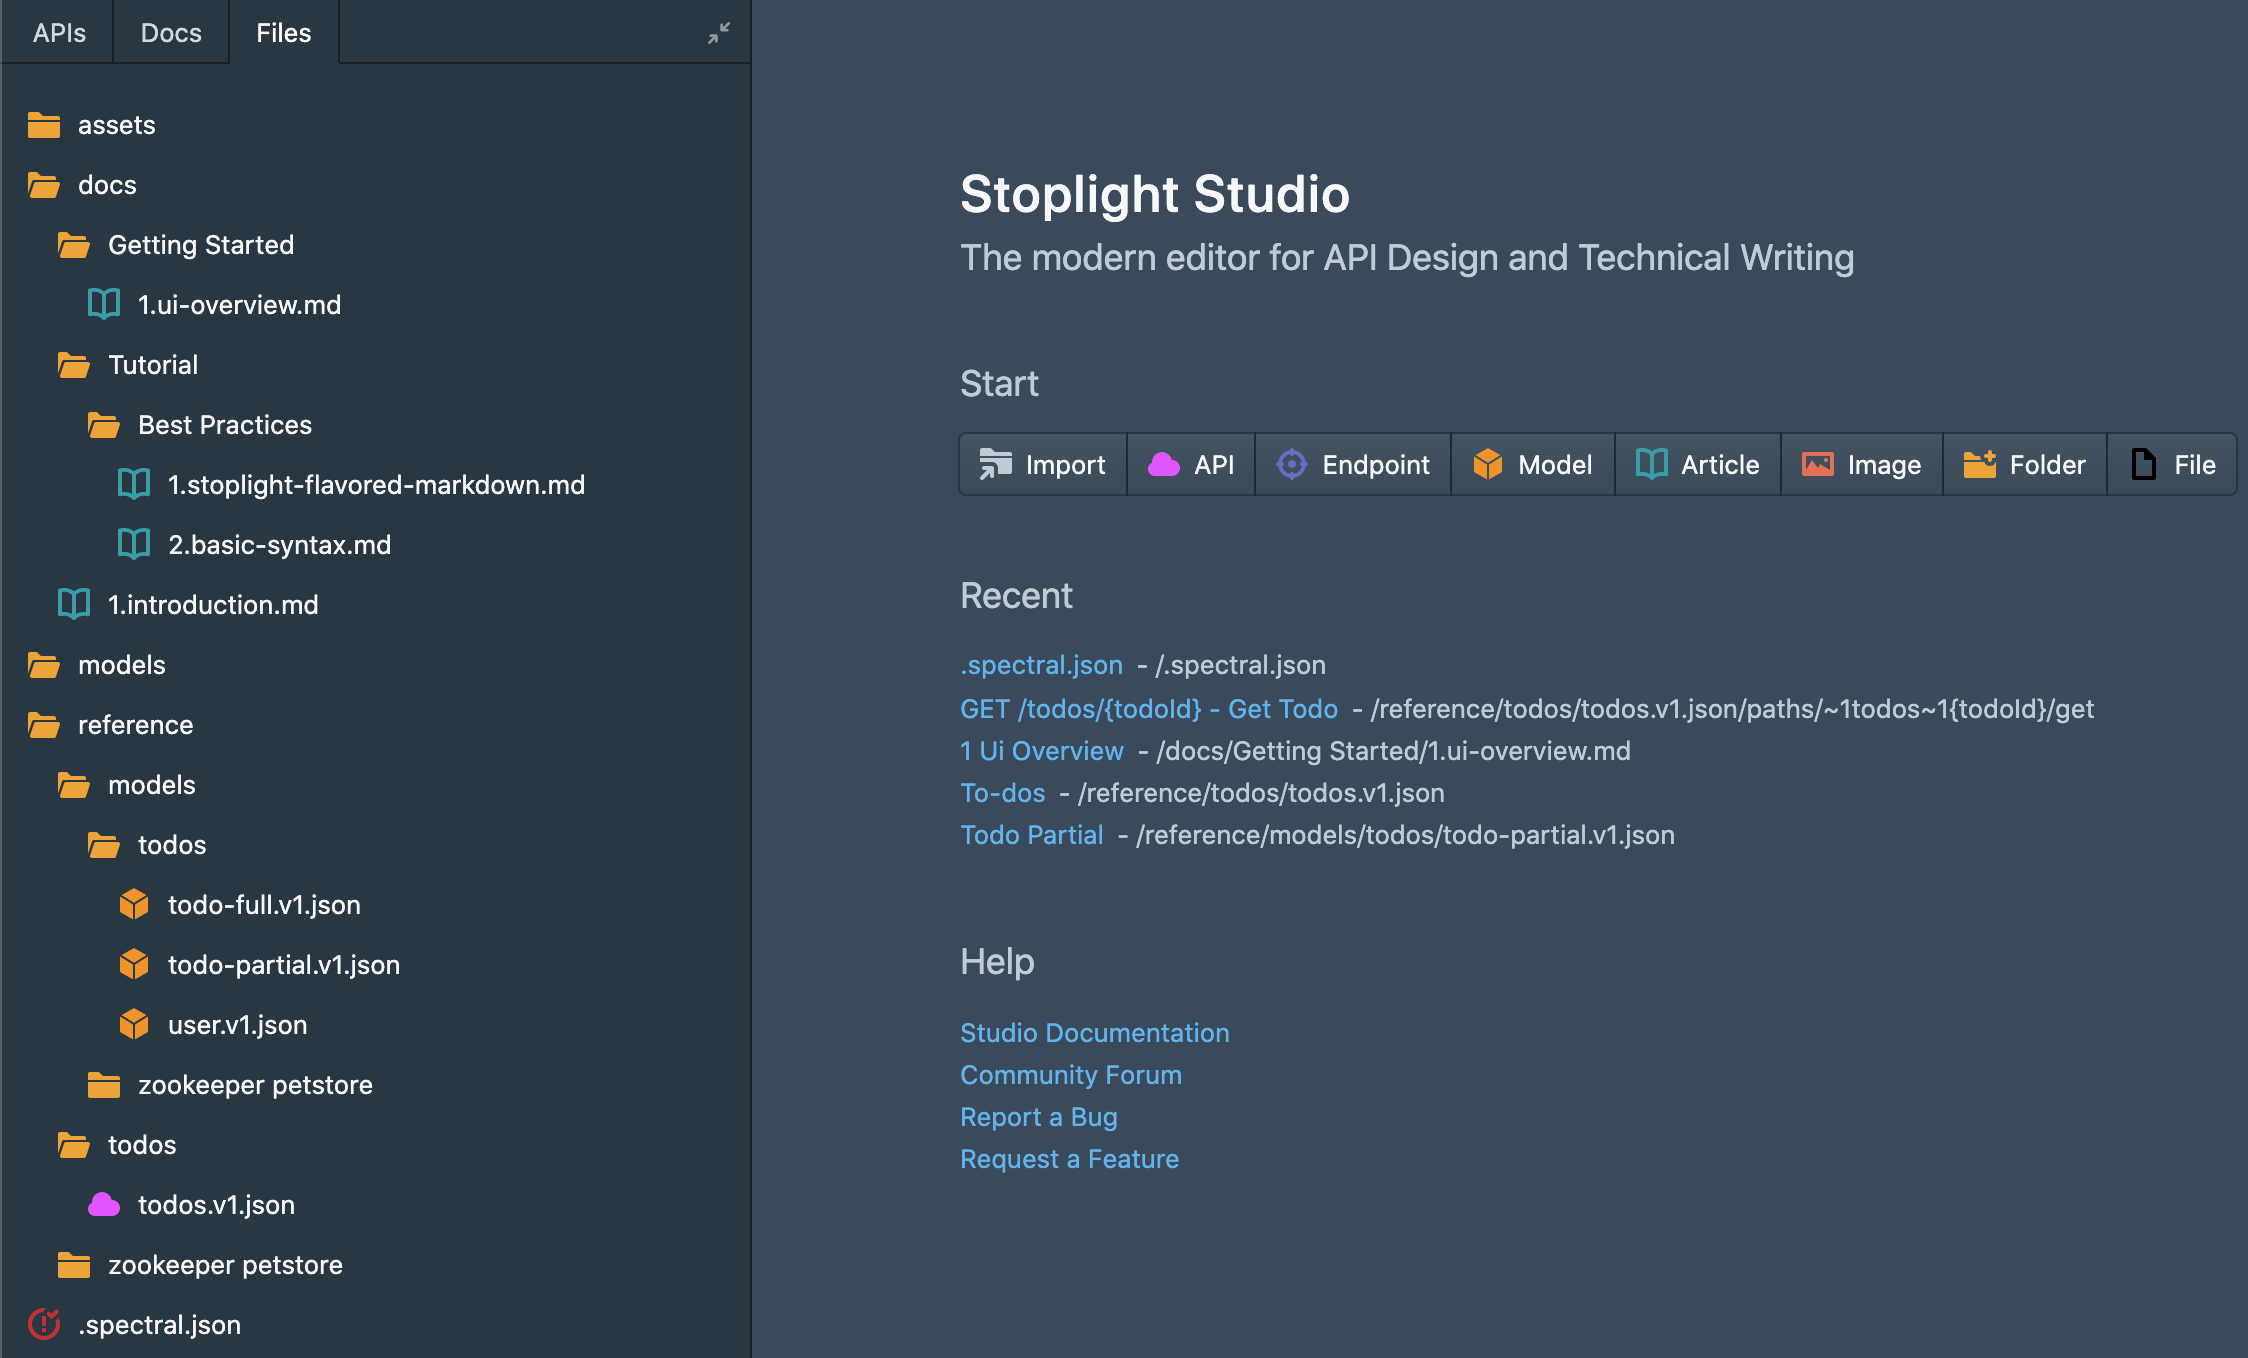 APIs Docs Files
assets
docs
Getting Started
1.ui-overview.md
Tutorial
Best Practices
1.stoplight-flavored-markdown.md
2.basic-syntax.md
1.introduction.md
models
reference
models
todos
todo-full.v1.json
todo-partial.v1.json
user.v1.json
zookeeper petstore
todos
todos.v1.json
zookeeper petstore
.spectral.json
Stoplight Studio
The modern editor for API Design and Technical Writing
Start
Import API Endpoint Model Article Image Folder File
Recent
.spectral.json - /.spectral.json
GET /todos/{todoId} - Get Todo - /reference/todos/todos.v1.json/paths/~1todos~1{todoId}/get
1 Ui Overview - /docs/Getting Started/1.ui-overview.md
To-dos - /reference/todos/todos.v1.json
Todo Partial - /reference/models/todos/todo-partial.v1.json
Help
Studio Documentation
Community Forum
Report a Bug
Request a Feature